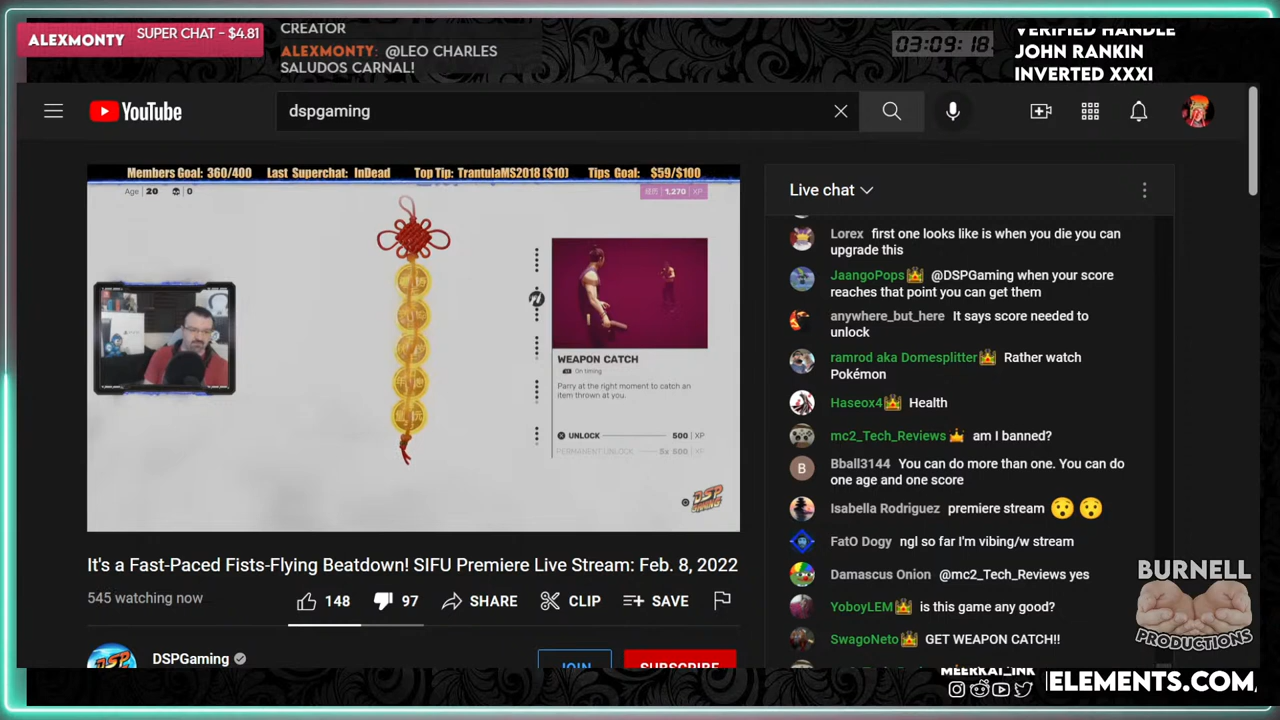 ALEXMONTY SUPER CHAT - $4.81
CREATOR
ALEXMONTY: @LEO CHARLES
SALUDOS CARNAL!
03:09:18
VERIFIED HANDLE
JOHN RANKIN
INVERTED XXXI
YouTube
dspgaming
Members Goal: 360/400 Last Superchat: InDead Top Tip: TrantulaMS2018 ($10) Tips Goal: $59/$100
Age 20 0
1,270 XP
WEAPON CATCH
On timing
Parry at the right moment to catch an
item thrown at you.
UNLOCK 500 XP
PERMANENT UNLOCK 5x 500 XP
DSP GAMING
It's a Fast-Paced Fists-Flying Beatdown! SIFU Premiere Live Stream: Feb. 8, 2022
545 watching now
148 97 SHARE CLIP SAVE
DSPGaming
JOIN SUBSCRIBE
Live chat
Lorex first one looks like is when you die you can
upgrade this
JaangoPops @DSPGaming when your score
reaches that point you can get them
anywhere_but_here It says score needed to
unlock
ramrod aka Domesplitter Rather watch
Pokémon
Haseox4 Health
mc2_Tech_Reviews am I banned?
B Bball3144 You can do more than one. You can do
one age and one score
Isabella Rodriguez premiere stream
FatO Dogy ngl so far I'm vibing/w stream
Damascus Onion @mc2_Tech_Reviews yes
YoboyLEM is this game any good?
SwagoNeto GET WEAPON CATCH!!
BURNELL
PRODUCTIONS
MEERKAI_INK
ELEMENTS.COM,